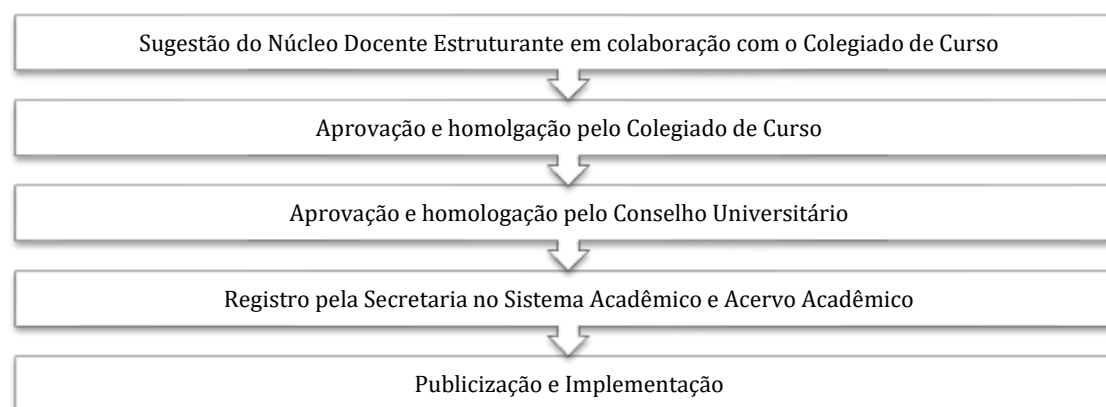 Sugestão do Núcleo Docente Estruturante em colaboração com o Colegiado de Curso
Aprovação e homolgação pelo Colegiado de Curso
Aprovação e homologação pelo Conselho Universitário
Registro pela Secretaria no Sistema Acadêmico e Acervo Acadêmico
Publicização e Implementação